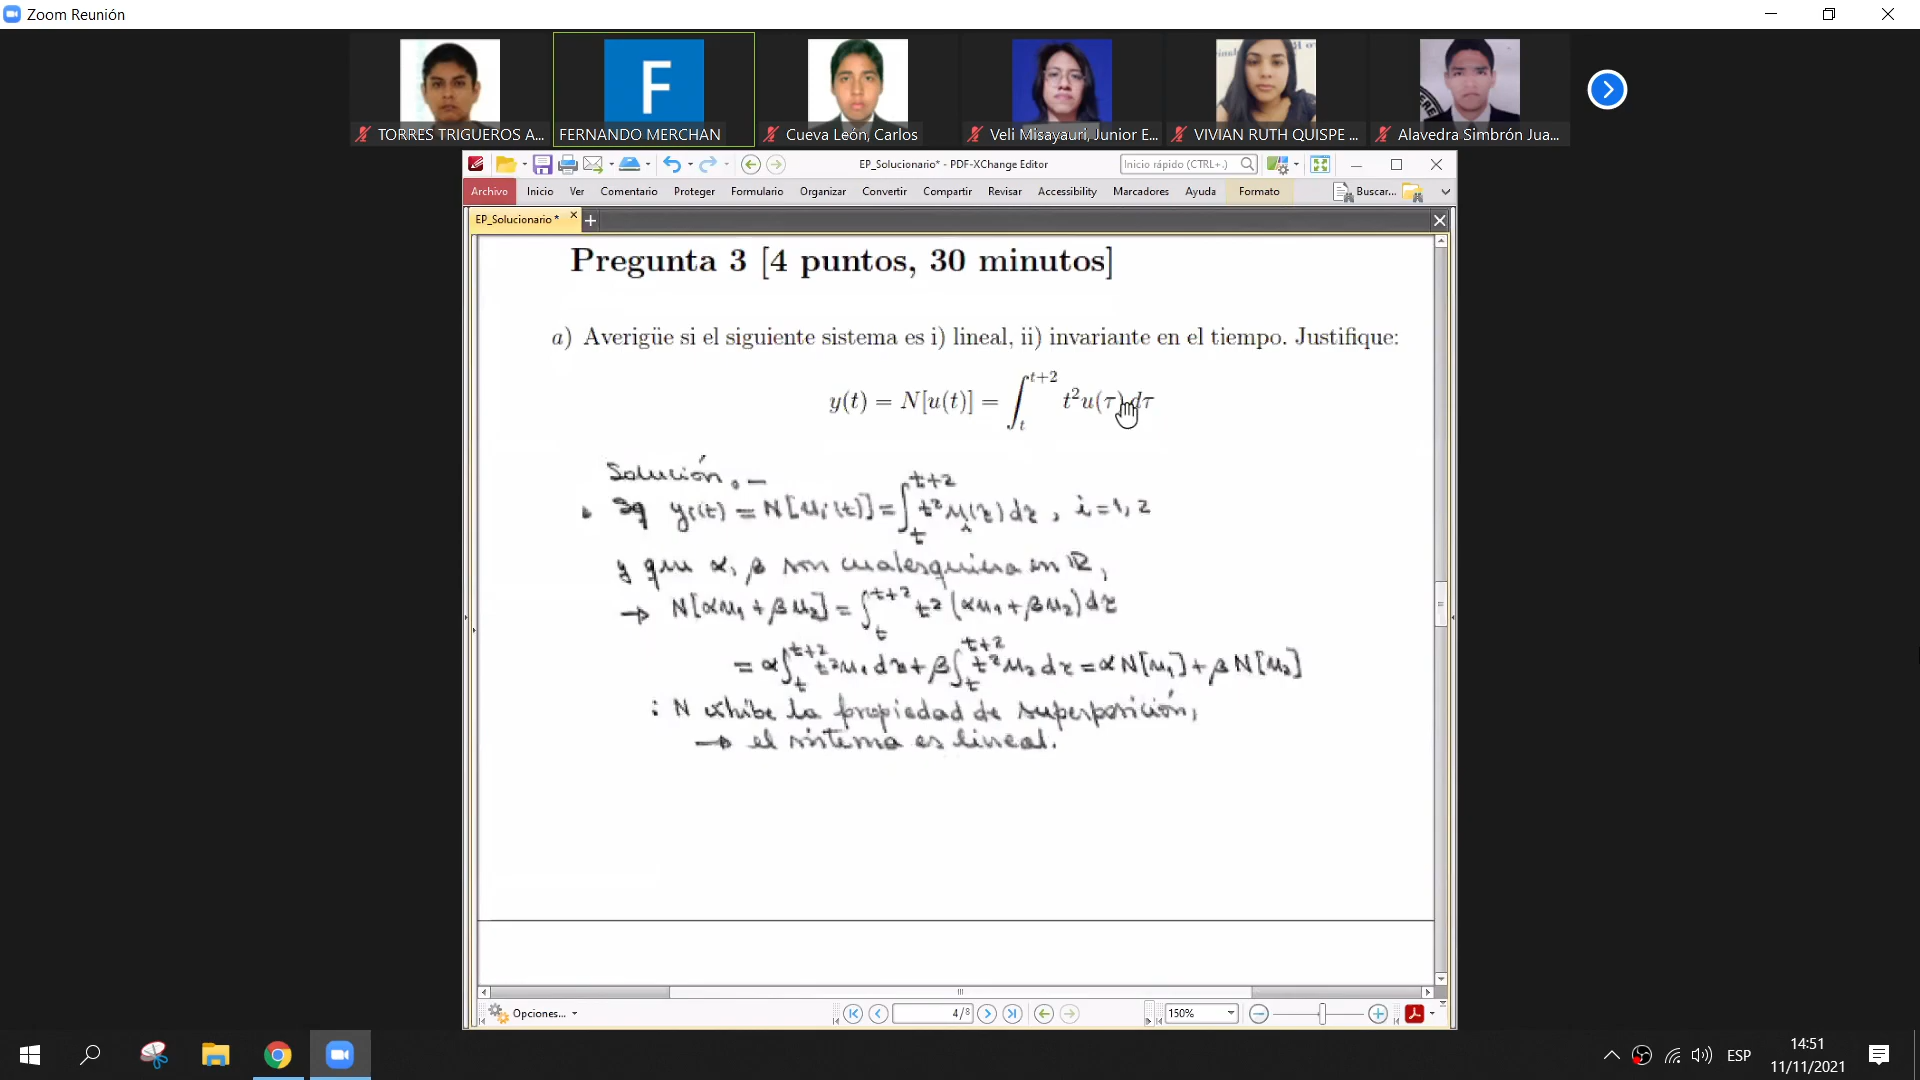 Zoom Reunión
TORRES TRIGUEROS A...
FERNANDO MERCHAN
F
Cueva León, Carlos
Veli Misayauri, Junior E...
VIVIAN RUTH QUISPE ...
Alavedra Simbrón Jua...
EP_Solucionario* - PDF-XChange Editor
Inicio rápido (CTRL+.)
Archivo Inicio Ver Comentario Proteger Formulario Organizar Convertir Compartir Revisar Accessibility Marcadores Ayuda Formato Buscar...
EP_Solucionario *
Pregunta 3 [4 puntos, 30 minutos]
a) Averigüe si el siguiente sistema es i) lineal, ii) invariante en el tiempo. Justifique:
y(t) = N[u(t)] = ∫_t^{t+2} t²u(τ)dτ
Solución.-
Sq yᵢ(t) = N[uᵢ(t)] = ∫_t^{t+2} t² uᵢ(τ)dτ, i=1,2
y que α, β son cualesquiera en ℝ,
→ N[αu₁ + βu₂] = ∫_t^{t+2} t² (αu₁ + βu₂)dτ
= α∫_t^{t+2} t²u₁dτ + β∫_t^{t+2} t²u₂dτ = αN[u₁] + βN[u₂]
: N exhibe la propiedad de superposición,
→ el sistema es lineal.
Opciones...
4/8
150%
ESP
14:51
11/11/2021